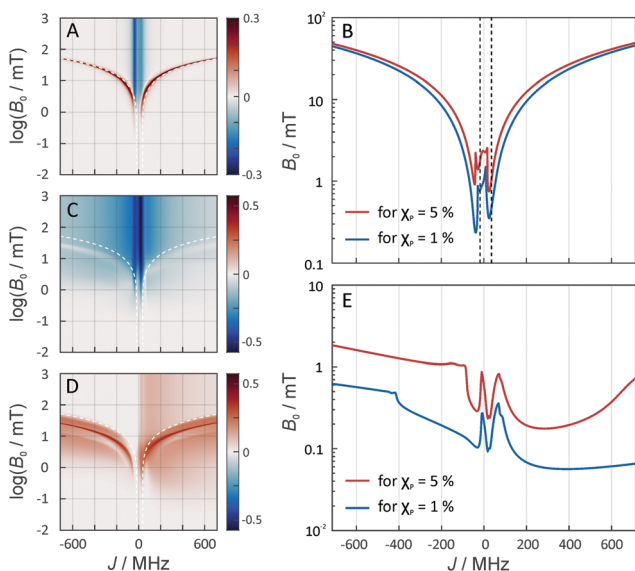 A
log(B₀ / mT)
3
2
1
0
1
2
0.3
0
-0.3
C
log(B₀ / mT)
3
2
1
0
-1
2
0.5
0
-0.5
D
log(B₀ / mT)
3
2
1
0
-1
2
0.5
0
-0.5
-600 0 600
J / MHz
B
B₀ / mT
10²
10
1
0.1
for χₚ = 5 %
for χₚ = 1 %
E
B₀ / mT
10
1
0.1
10⁻²
for χₚ = 5 %
for χₚ = 1 %
-600 -400 -200 0 200 400 600
J / MHz